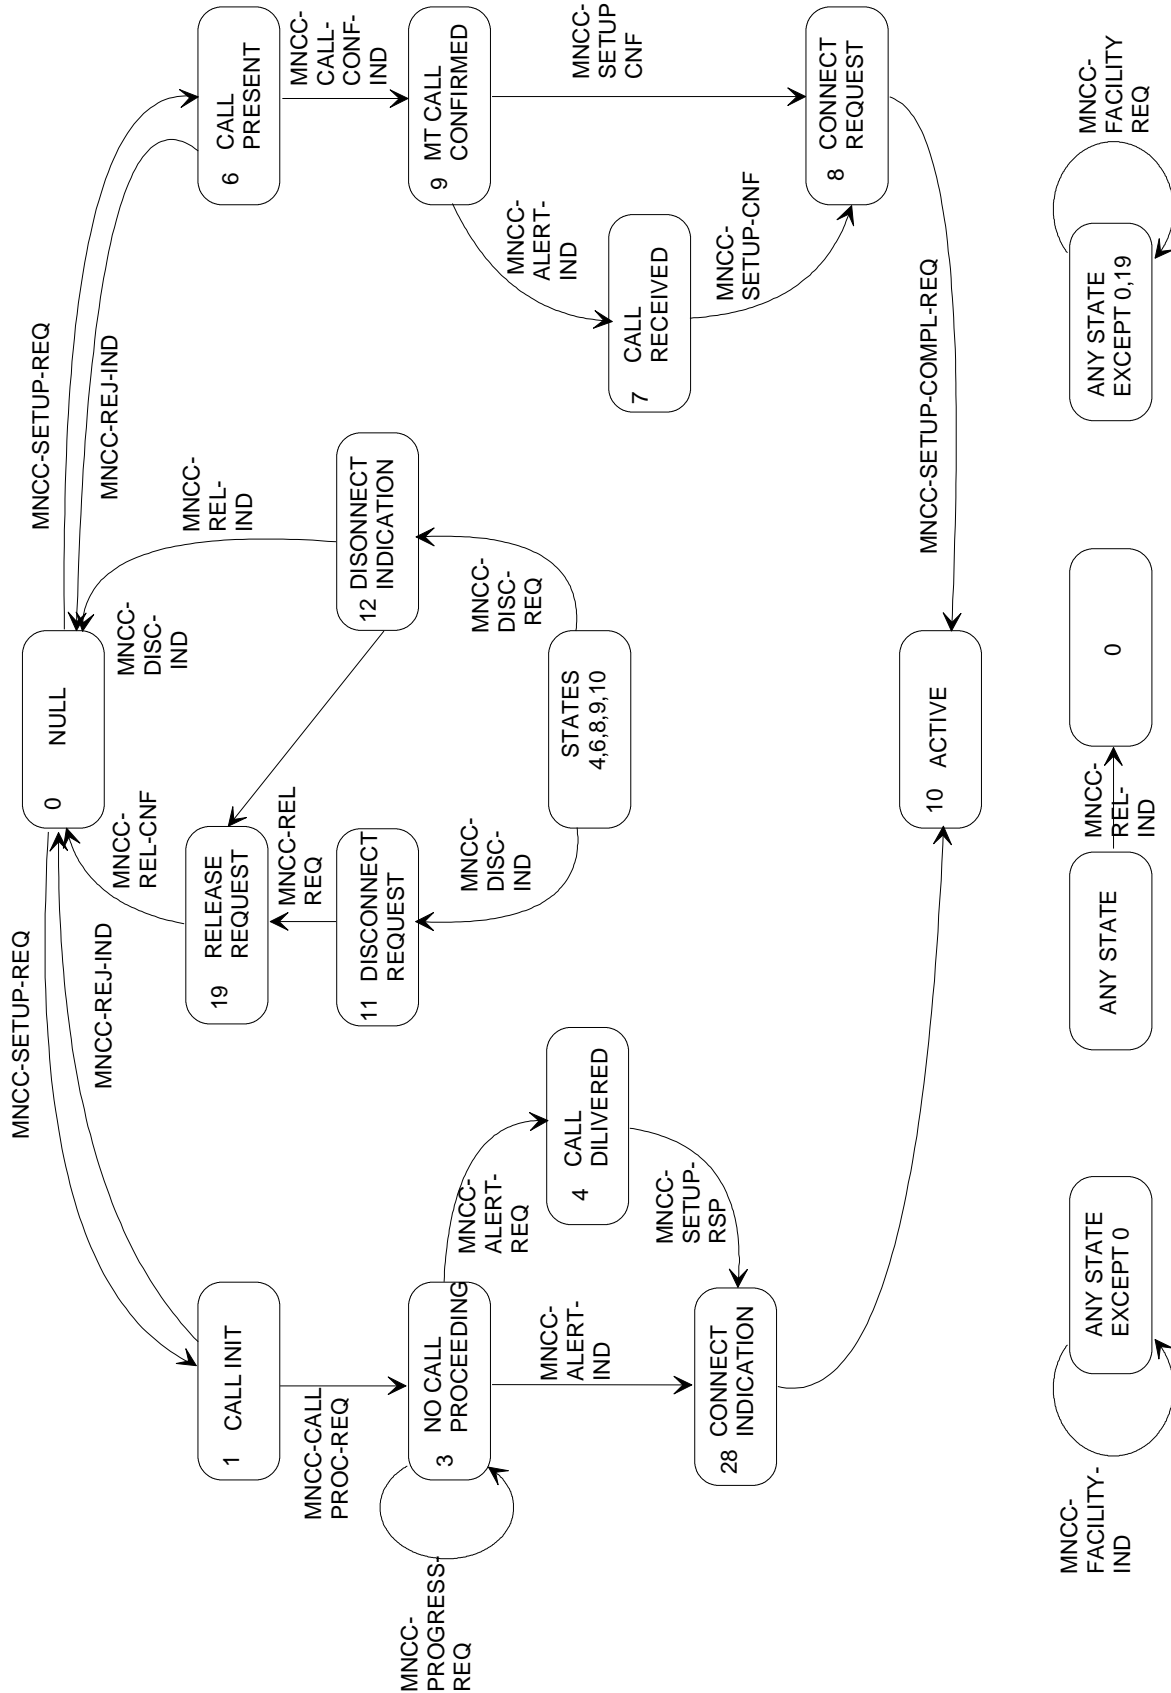 MNCC-SETUP-REQ
MNCC-REJ-IND
0 NULL
MNCC-
REL-CNF
MNCC-
DISC-
IND
MNCC-SETUP-REQ
MNCC-REJ-IND
1 CALL INIT
19 RELEASE
REQUEST
MNCC-
REL-
IND
6 CALL
PRESENT
MNCC-CALL
PROC-REQ
MNCC-REL
REQ
MNCC-
CALL-
CONF-
IND
MNCC-
PROGRESS-
REQ
3 NO CALL
PROCEEDING
11 DISCONNECT
REQUEST
12 DISONNECT
INDICATION
9 MT CALL
CONFIRMED
MNCC-
ALERT-
REQ
MNCC-
DISC-
IND
MNCC-
DISC-
REQ
MNCC-
ALERT-
IND
MNCC-
SETUP
CNF
MNCC-
ALERT-
IND
4 CALL
DILIVERED
STATES
4,6,8,9,10
7 CALL
RECEIVED
MNCC-
SETUP-
RSP
MNCC-
SETUP-CNF
28 CONNECT
INDICATION
8 CONNECT
REQUEST
10 ACTIVE
MNCC-SETUP-COMPL-REQ
MNCC-
FACILITY-
IND
ANY STATE
EXCEPT 0
ANY STATE
MNCC-
REL-
IND
0
ANY STATE
EXCEPT 0,19
MNCC-
FACILITY
REQ